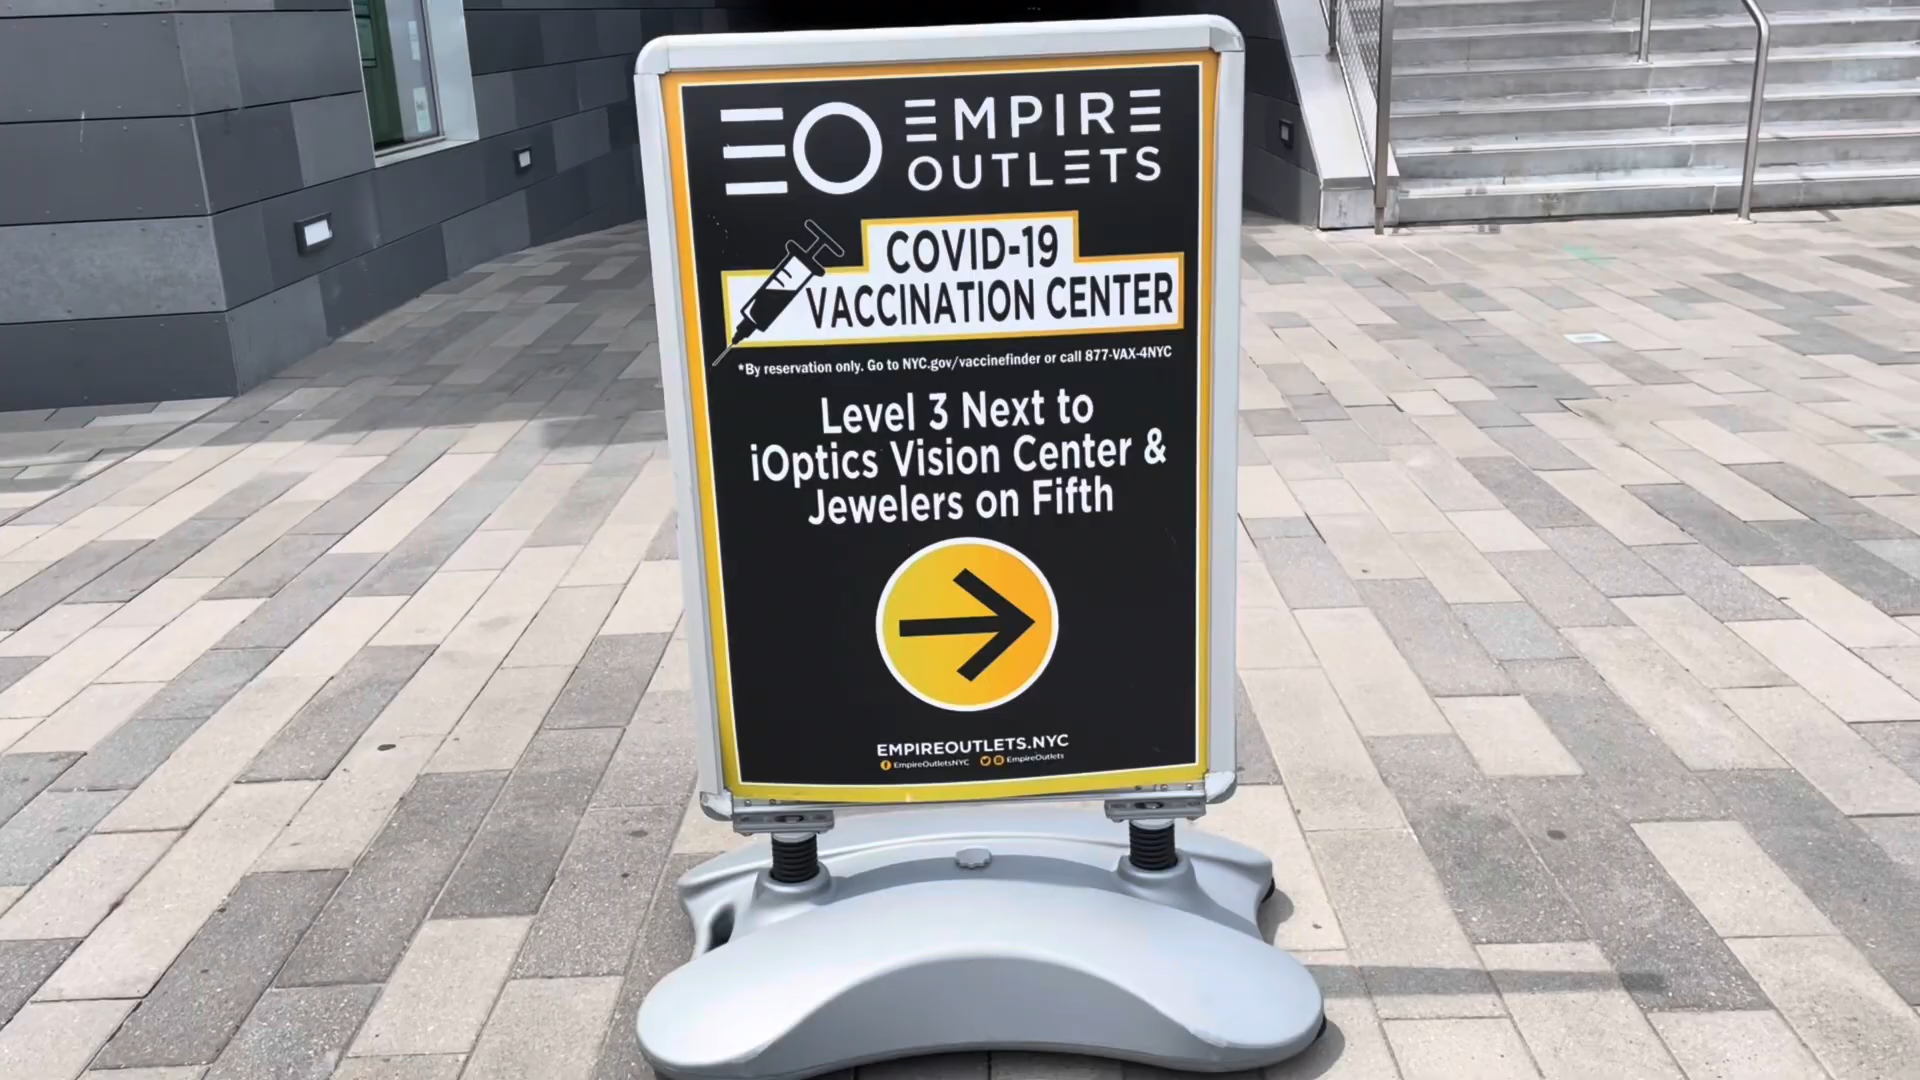 EO EMPIRE
OUTLETS
COVID-19
VACCINATION CENTER
*By reservation only. Go to NYC.gov/vaccinefinder or call 877-VAX-4NYC
Level 3 Next to
iOptics Vision Center &
Jewelers on Fifth
EMPIREOUTLETS.NYC
EmpireOutletsNYC EmpireOutlets